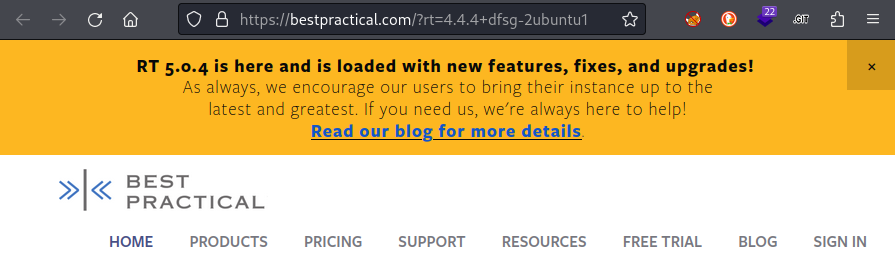 https://bestpractical.com/?rt=4.4.4+dfsg-2ubuntu1
22
.GIT
RT 5.0.4 is here and is loaded with new features, fixes, and upgrades!
×
As always, we encourage our users to bring their instance up to the
latest and greatest. If you need us, we're always here to help!
Read our blog for more details.
BEST
PRACTICAL
HOME PRODUCTS PRICING SUPPORT RESOURCES FREE TRIAL BLOG SIGN IN